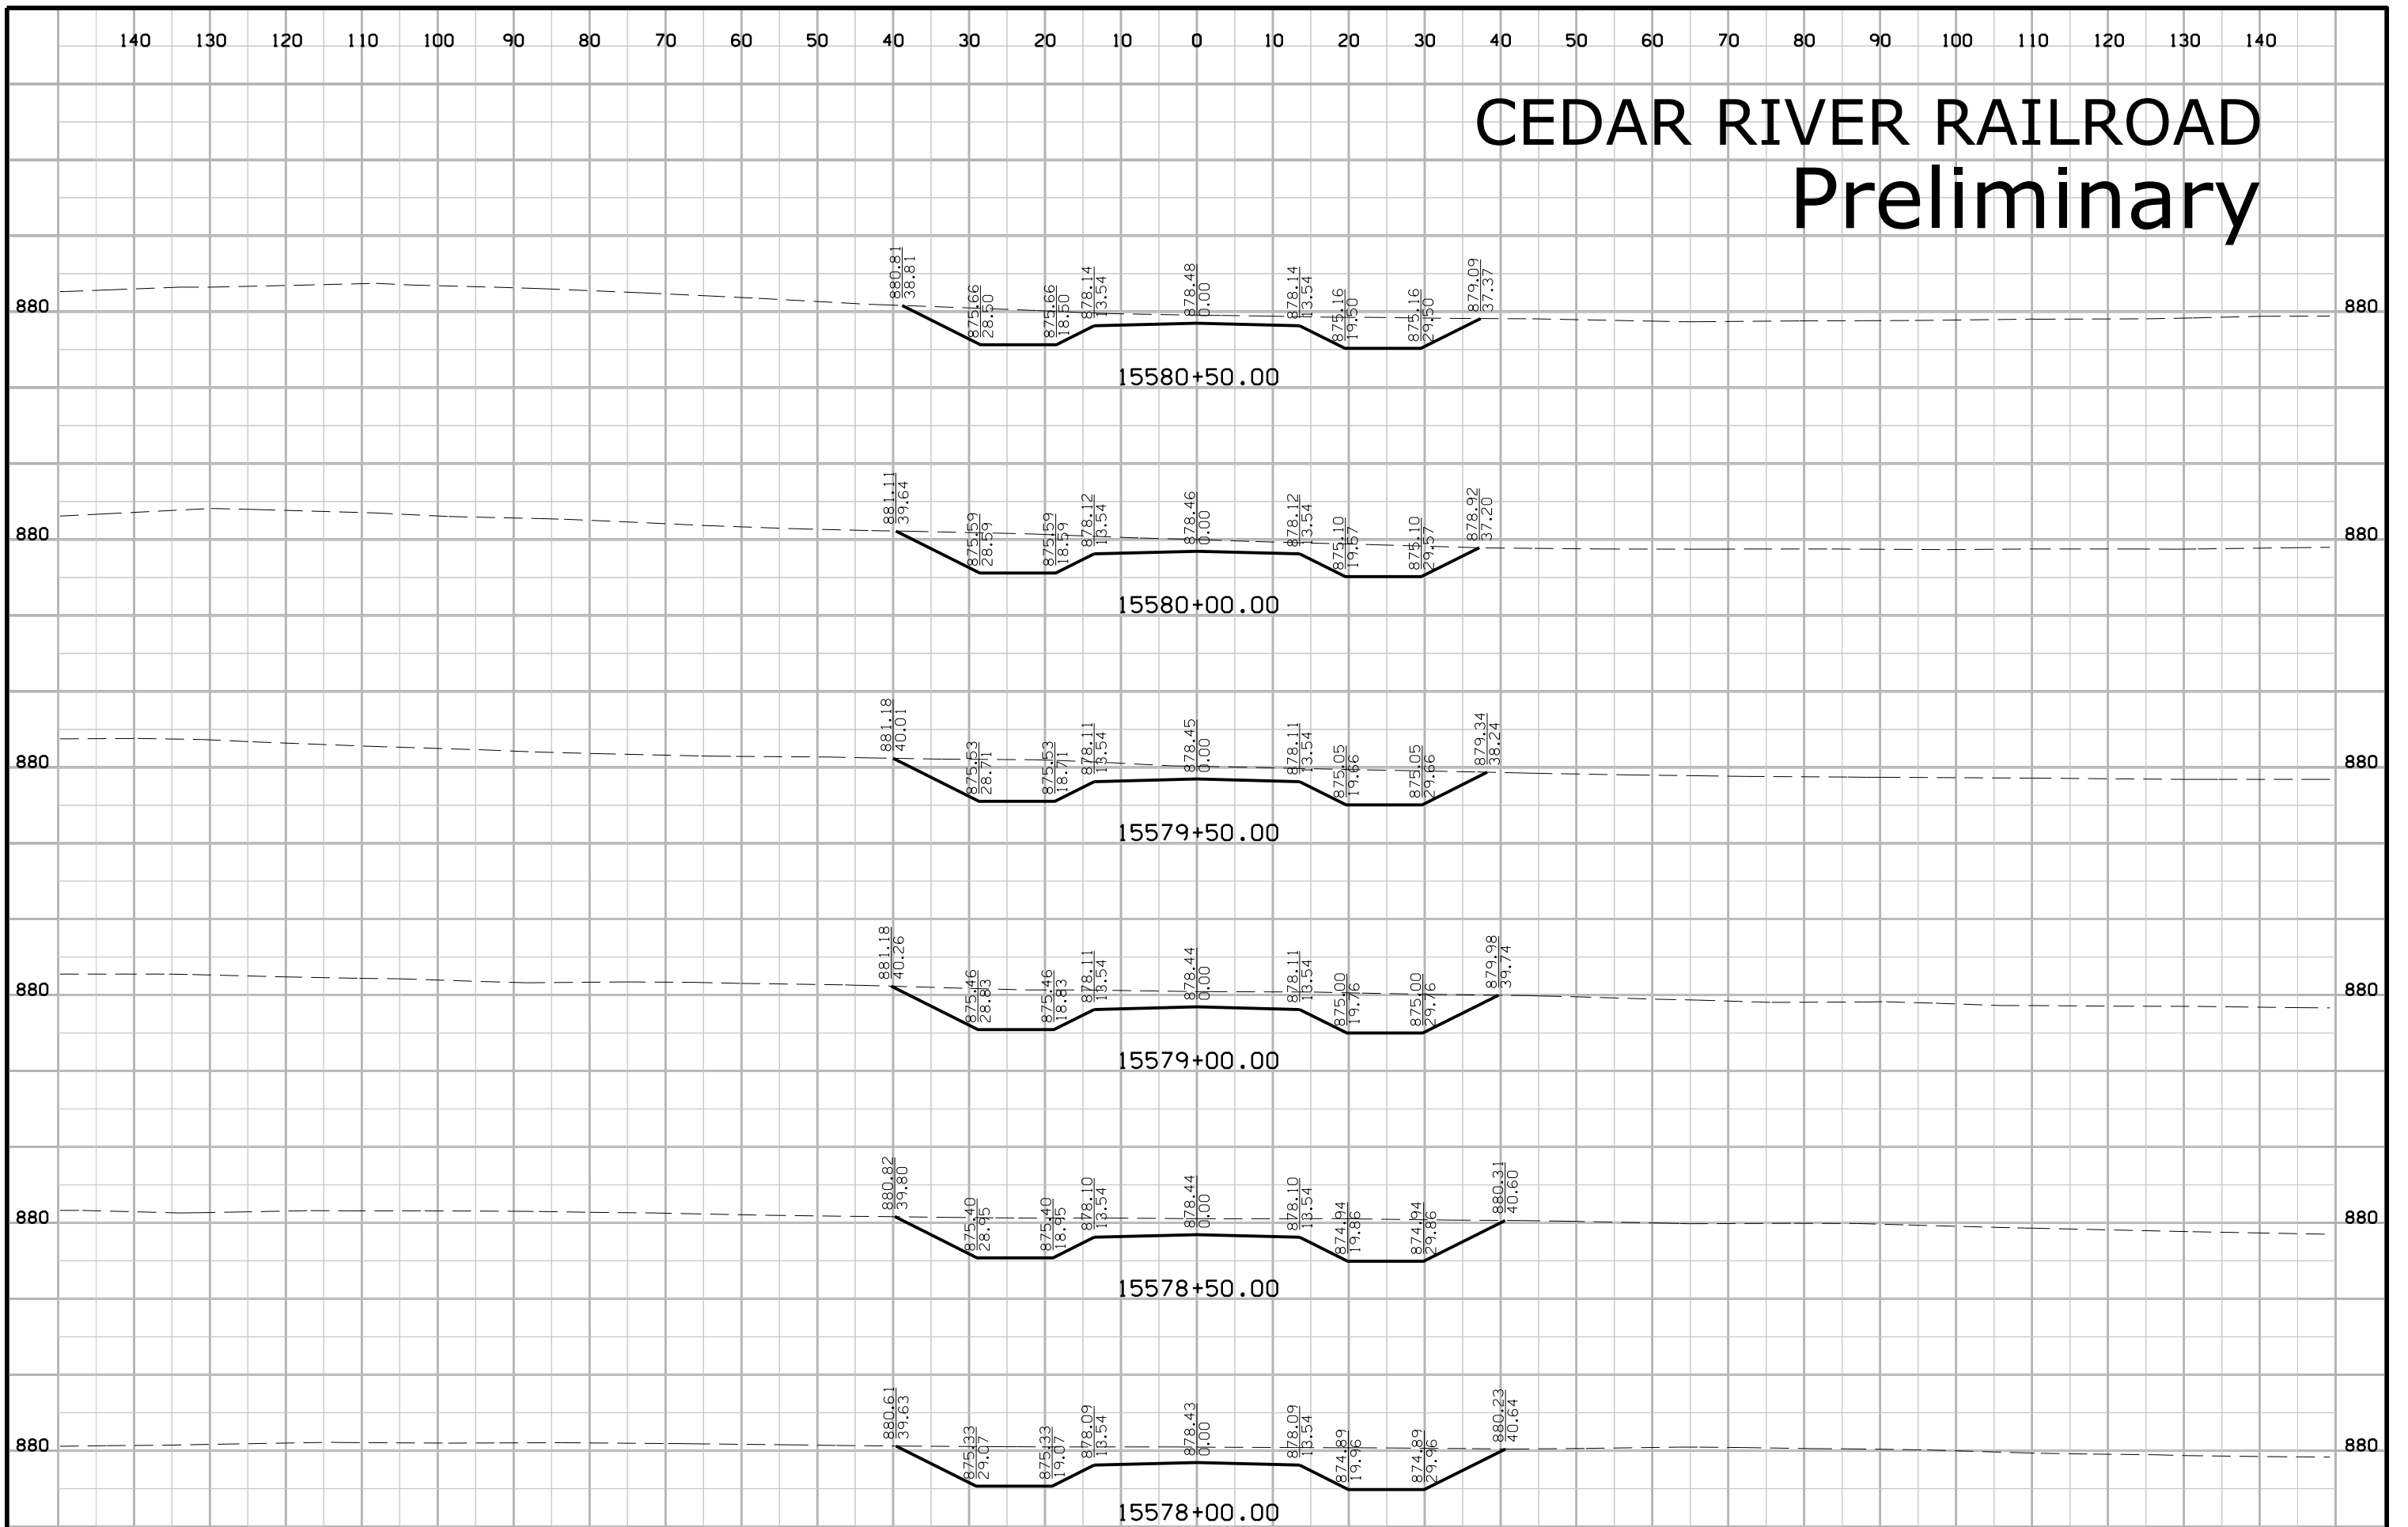 140 130 120 110 100 90 80 70 60 50 40 30 20 10 0 10 20 30 40 50 60 70 80 90 100 110 120 130 140
CEDAR RIVER RAILROAD
Preliminary
880.81 38.81 875.66 28.50 875.66 18.50 878.14 13.54 878.48 0.00 878.14 13.54 875.16 19.50 875.16 29.50 879.09 37.37
880 880
15580+50.00
881.11 39.64 875.59 28.59 875.59 18.59 878.12 13.54 878.46 0.00 878.12 13.54 875.10 19.57 875.10 29.57 878.92 37.20
880 880
15580+00.00
881.18 40.01 875.53 28.71 875.53 18.71 878.11 13.54 878.45 0.00 878.11 13.54 875.05 19.66 875.05 29.66 879.34 38.24
880 880
15579+50.00
881.18 40.26 875.46 28.83 875.46 18.83 878.11 13.54 878.44 0.00 878.11 13.54 875.00 19.76 875.00 29.76 879.98 39.74
880 880
15579+00.00
880.82 39.80 875.40 28.95 875.40 18.95 878.10 13.54 878.44 0.00 878.10 13.54 874.94 19.86 874.94 29.86 880.31 40.60
880 880
15578+50.00
880.61 39.63 875.33 29.07 875.33 19.07 878.09 13.54 878.43 0.00 878.09 13.54 874.89 19.96 874.89 29.96 880.23 40.64
880 880
15578+00.00